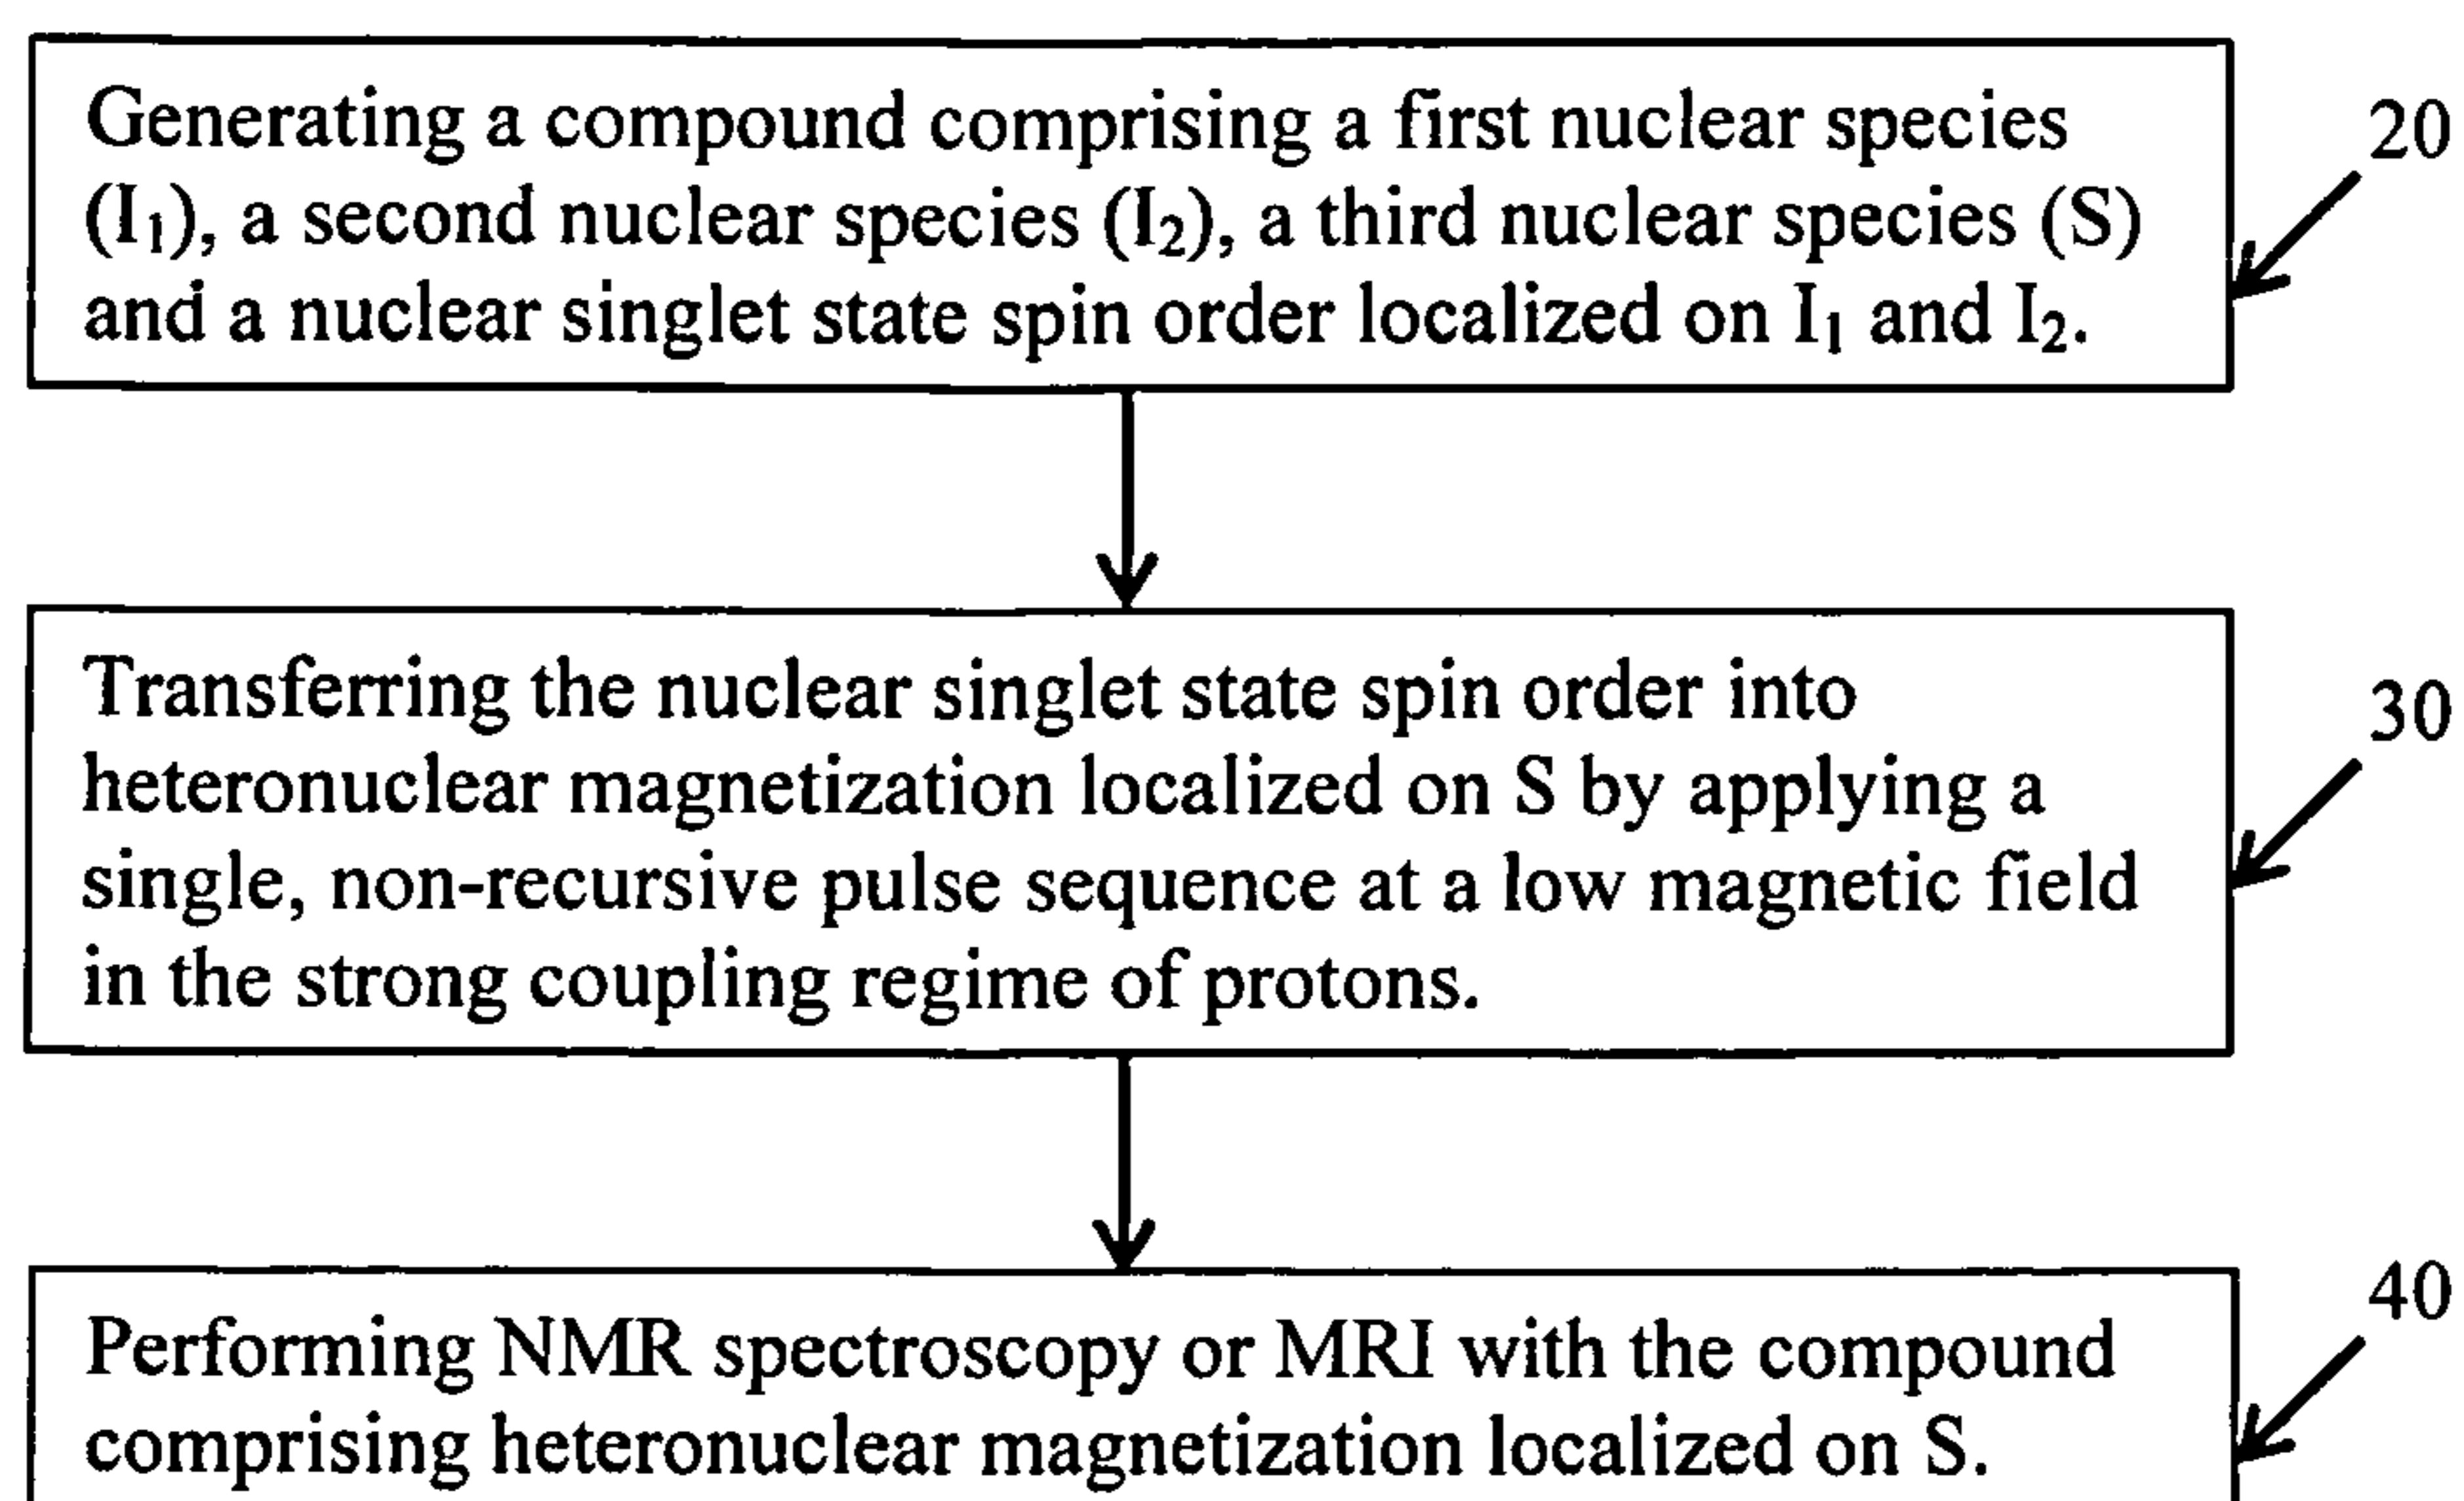 Generating a compound comprising a first nuclear species
(I₁), a second nuclear species (I₂), a third nuclear species (S)
and a nuclear singlet state spin order localized on I₁ and I₂.
20
Transferring the nuclear singlet state spin order into
heteronuclear magnetization localized on S by applying a
single, non-recursive pulse sequence at a low magnetic field
in the strong coupling regime of protons.
30
Performing NMR spectroscopy or MRI with the compound
comprising heteronuclear magnetization localized on S.
40